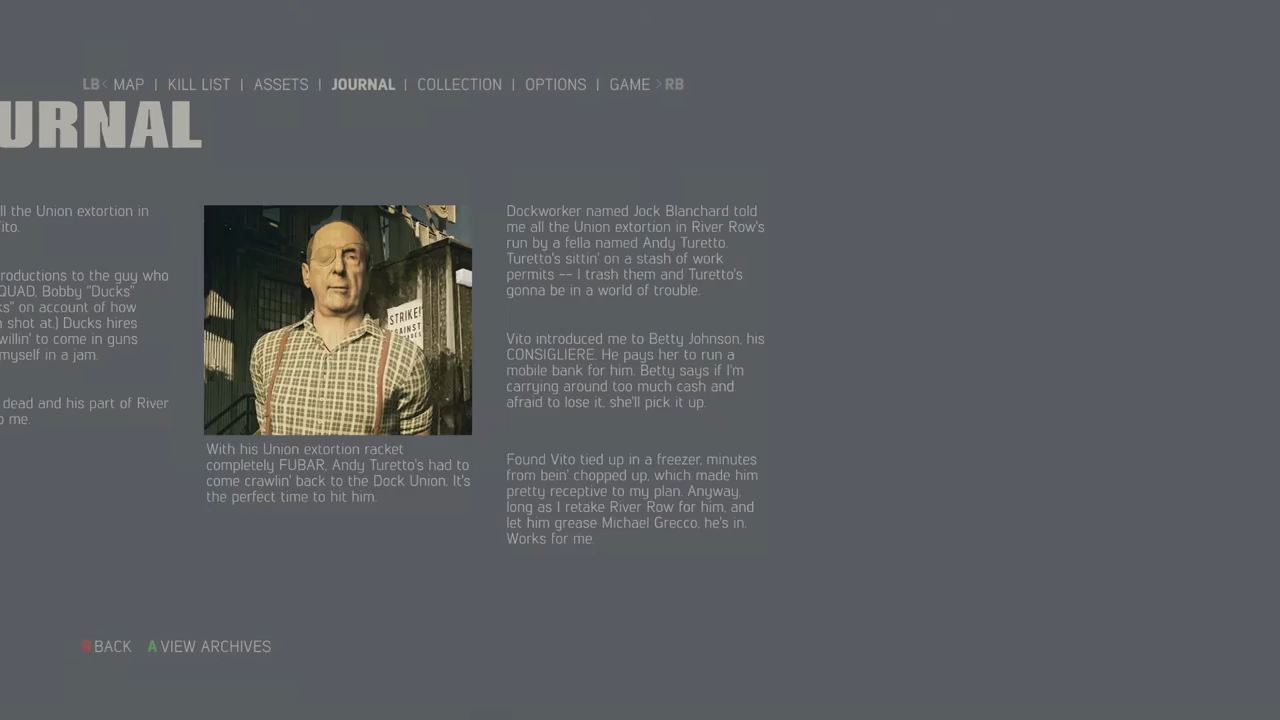 LB< MAP | KILL LIST | ASSETS | JOURNAL | COLLECTION | OPTIONS | GAME >RB
URNAL
ll the Union extortion in
ito.
roductions to the guy who
QUAD, Bobby "Ducks"
ks" on account of how
n shot at.) Ducks hires
willin' to come in guns
myself in a jam.
dead and his part of River
o me.
STRIKE!
AGAINST
With his Union extortion racket
completely FUBAR, Andy Turetto's had to
come crawlin' back to the Dock Union. It's
the perfect time to hit him.
Dockworker named Jock Blanchard told
me all the Union extortion in River Row's
run by a fella named Andy Turetto.
Turetto's sittin' on a stash of work
permits -- I trash them and Turetto's
gonna be in a world of trouble.
Vito introduced me to Betty Johnson, his
CONSIGLIERE. He pays her to run a
mobile bank for him. Betty says if I'm
carrying around too much cash and
afraid to lose it, she'll pick it up.
Found Vito tied up in a freezer, minutes
from bein' chopped up, which made him
pretty receptive to my plan. Anyway,
long as I retake River Row for him, and
let him grease Michael Grecco, he's in.
Works for me.
B BACK A VIEW ARCHIVES